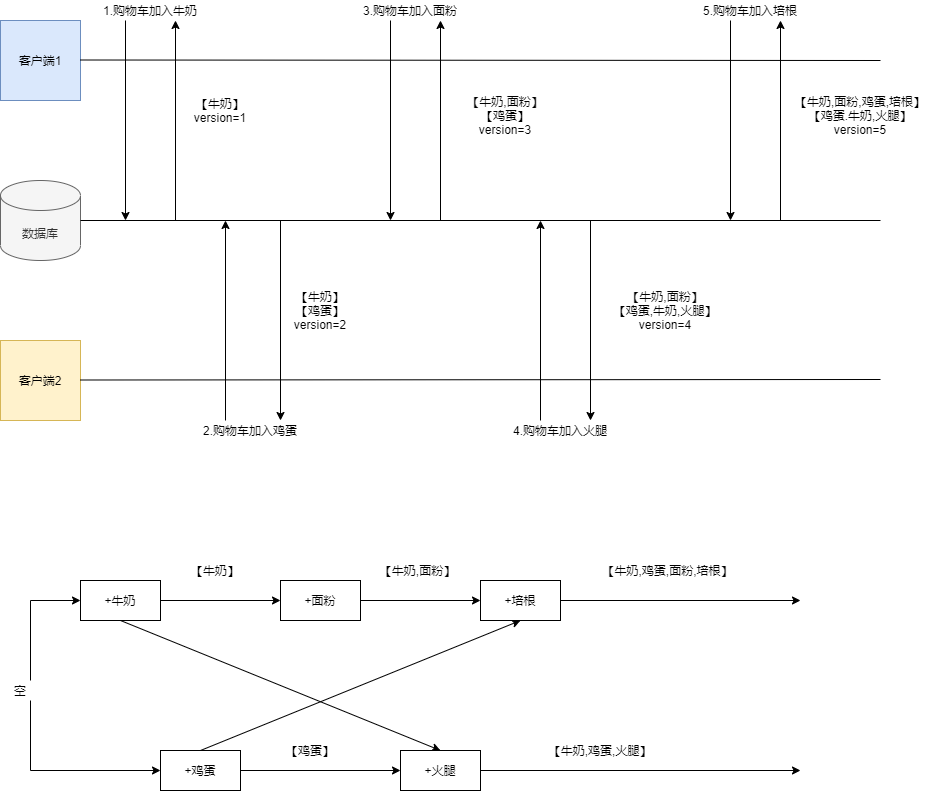 1.购物车加入牛奶
3.购物车加入面粉
5.购物车加入培根
客户端1
【牛奶】
version=1
【牛奶,面粉】
【鸡蛋】
version=3
【牛奶,面粉,鸡蛋,培根】
【鸡蛋.牛奶,火腿】
version=5
数据库
【牛奶】
【鸡蛋】
version=2
【牛奶,面粉】
【鸡蛋,牛奶,火腿】
version=4
客户端2
2.购物车加入鸡蛋
4.购物车加入火腿
【牛奶】
【牛奶,面粉】
【牛奶,鸡蛋,面粉,培根】
+牛奶
+面粉
+培根
空
【鸡蛋】
【牛奶,鸡蛋,火腿】
+鸡蛋
+火腿